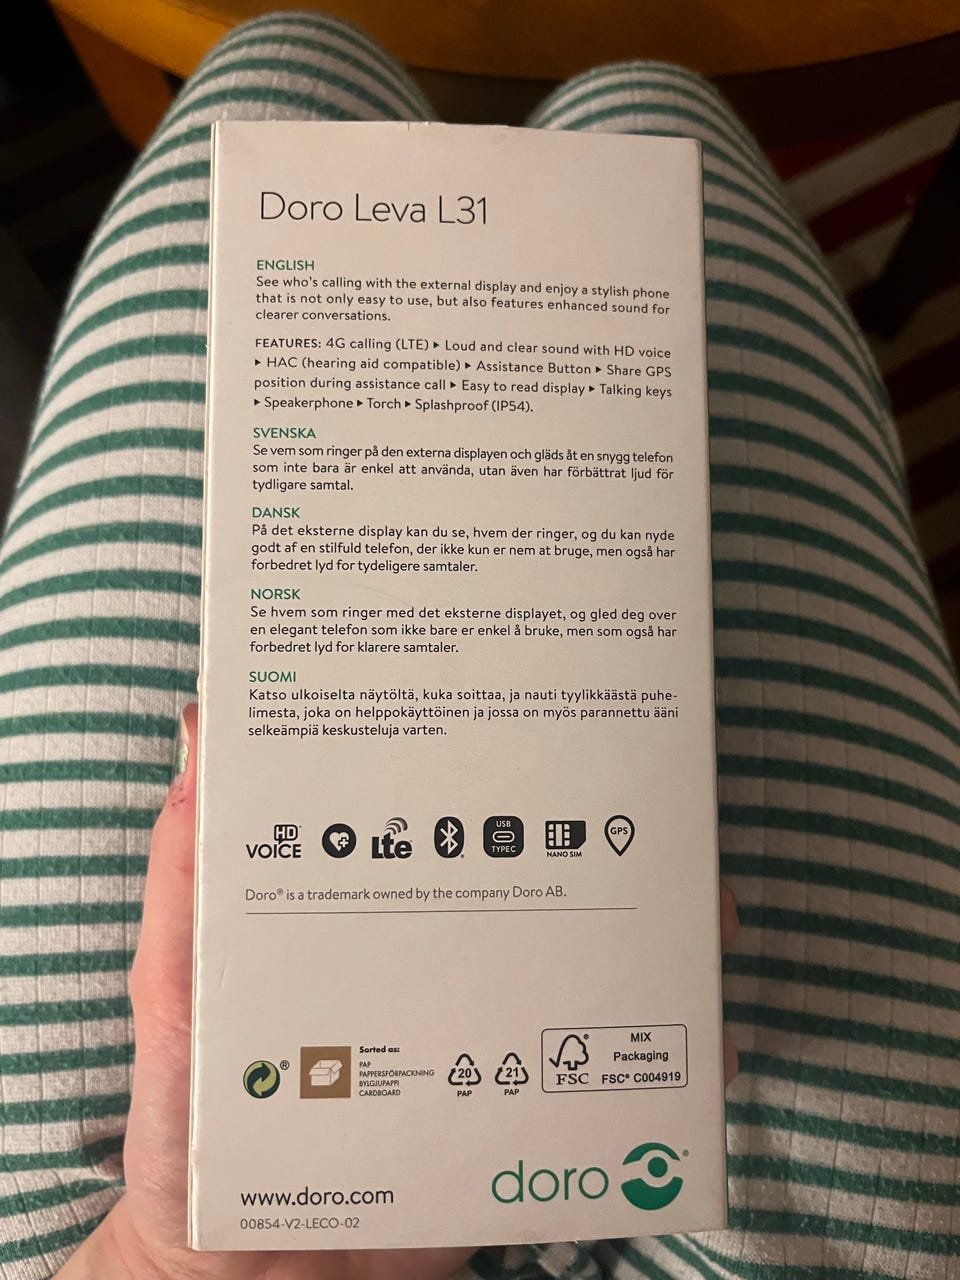 Doro Leva L31
ENGLISH
See who's calling with the external display and enjoy a stylish phone
that is not only easy to use, but also features enhanced sound for
clearer conversations.
FEATURES: 4G calling (LTE) ▸ Loud and clear sound with HD voice
▸ HAC (hearing aid compatible) ▸ Assistance Button ▸ Share GPS
position during assistance call ▸ Easy to read display ▸ Talking keys
▸ Speakerphone ▸ Torch ▸ Splashproof (IP54).
SVENSKA
Se vem som ringer på den externa displayen och gläds åt en snygg telefon
som inte bara är enkel att använda, utan även har förbättrat ljud för
tydligare samtal.
DANSK
På det eksterne display kan du se, hvem der ringer, og du kan nyde
godt af en stilfuld telefon, der ikke kun er nem at bruge, men også har
forbedret lyd for tydeligere samtaler.
NORSK
Se hvem som ringer med det eksterne displayet, og gled deg over
en elegant telefon som ikke bare er enkel å bruke, men som også har
forbedret lyd for klarere samtaler.
SUOMI
Katso ulkoiselta näytöltä, kuka soittaa, ja nauti tyylikkäästä puhe-
limesta, joka on helppokäyttöinen ja jossa on myös parannettu ääni
selkeämpiä keskusteluja varten.
HD™
VOICE
Lte
USB
TYPEC
NANO SIM
GPS
Doro® is a trademark owned by the company Doro AB.
®
Sorted as:
PAP
PAPPERSFÖRPACKNING
BYLGJUPAPPI
CARDBOARD
20
PAP
21
PAP
FSC
MIX
Packaging
FSC® C004919
www.doro.com
00854-V2-LECO-02
doro®